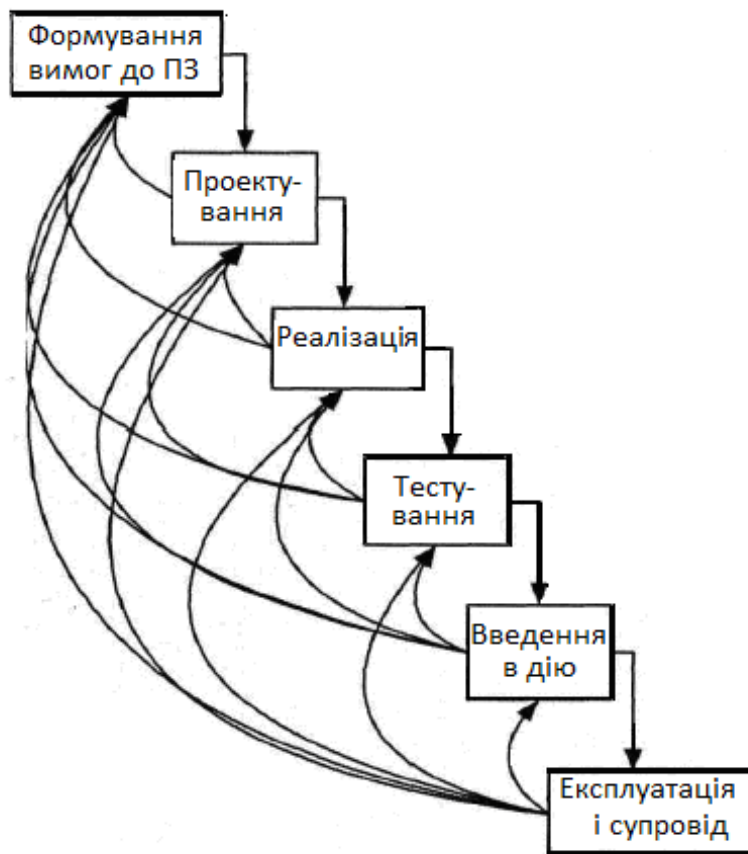 Формування
вимог до ПЗ
Проекту-
вання
Реалізація
Тесту-
вання
Введення
в дію
Експлуатація
і супровід